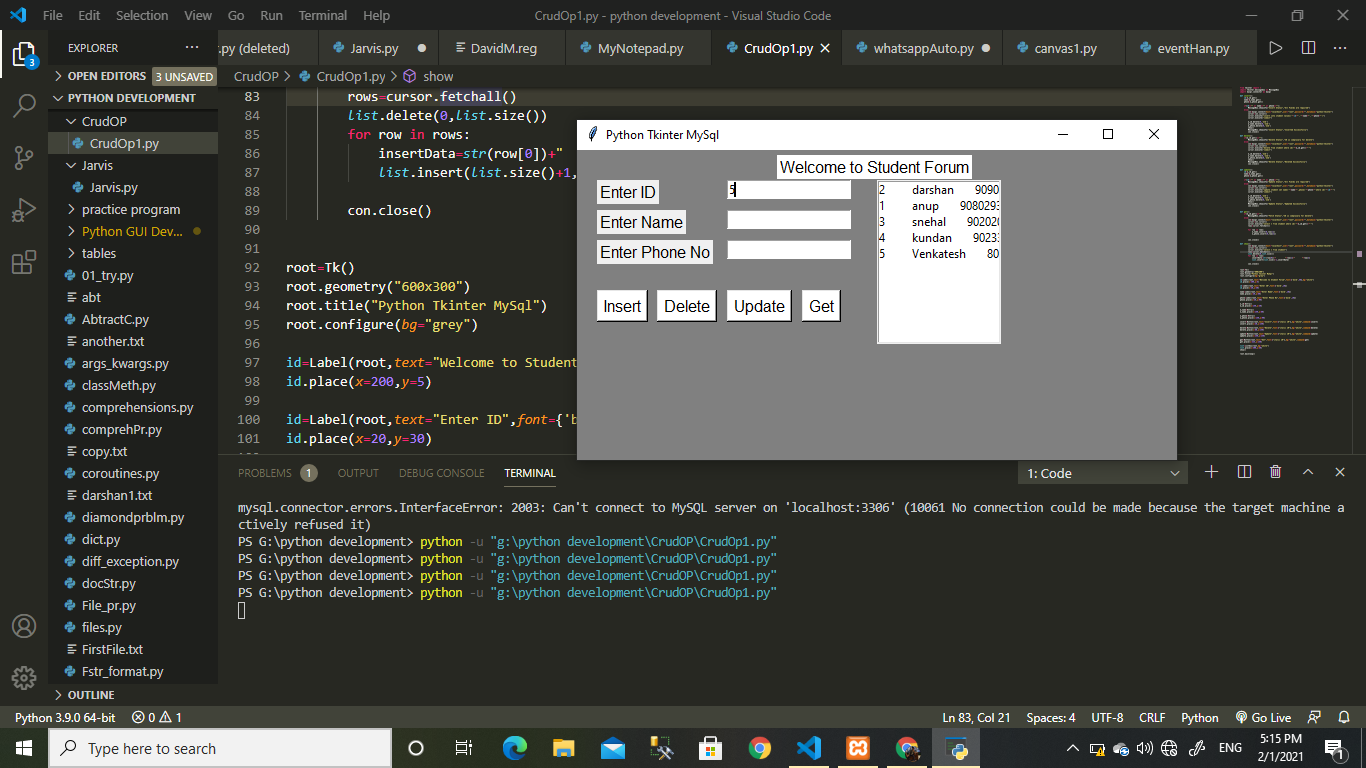 File Edit Selection View Go Run Terminal Help CrudOp1.py - python development - Visual Studio Code
EXPLORER ··· .py (deleted) Jarvis.py DavidM.reg MyNotepad.py CrudOp1.py whatsappAuto.py canvas1.py eventHan.py
3
OPEN EDITORS 3 UNSAVED
CrudOP > CrudOp1.py > show
PYTHON DEVELOPMENT
CrudOP
CrudOp1.py
Jarvis
Jarvis.py
practice program
Python GUI Dev...
tables
01_try.py
abt
AbtractC.py
another.txt
args_kwargs.py
classMeth.py
comprehensions.py
comprehPr.py
copy.txt
coroutines.py
darshan1.txt
diamondprblm.py
dict.py
diff_exception.py
docStr.py
File_pr.py
files.py
FirstFile.txt
Fstr_format.py
OUTLINE
83 rows=cursor.fetchall()
84 list.delete(0,list.size())
85 for row in rows:
86 insertData=str(row[0])+"
87 list.insert(list.size()+1,
88
89 con.close()
90
91
92 root=Tk()
93 root.geometry("600x300")
94 root.title("Python Tkinter MySql")
95 root.configure(bg="grey")
96
97 id=Label(root,text="Welcome to Student
98 id.place(x=200,y=5)
99
100 id=Label(root,text="Enter ID",font={'b
101 id.place(x=20,y=30)
Python Tkinter MySql
Welcome to Student Forum
Enter ID 5
Enter Name
Enter Phone No
Insert Delete Update Get
2 darshan 9090
1 anup 9080293
3 snehal 902020
4 kundan 90233
5 Venkatesh 80
PROBLEMS 1 OUTPUT DEBUG CONSOLE TERMINAL 1: Code
mysql.connector.errors.InterfaceError: 2003: Can't connect to MySQL server on 'localhost:3306' (10061 No connection could be made because the target machine a
ctively refused it)
PS G:\python development> python -u "g:\python development\CrudOP\CrudOp1.py"
PS G:\python development> python -u "g:\python development\CrudOP\CrudOp1.py"
PS G:\python development> python -u "g:\python development\CrudOP\CrudOp1.py"
PS G:\python development> python -u "g:\python development\CrudOP\CrudOp1.py"
Python 3.9.0 64-bit 0 1 Ln 83, Col 21 Spaces: 4 UTF-8 CRLF Python Go Live
Type here to search ENG 5:15 PM
2/1/2021 1